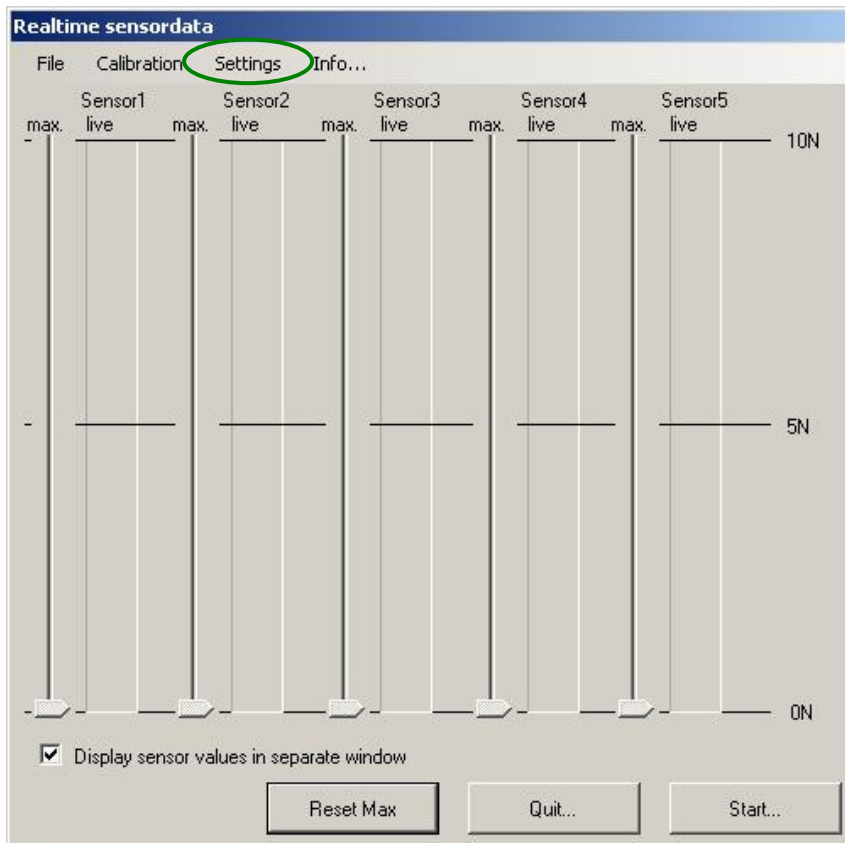 Realtime sensordata
File Calibration Settings Info...
Sensor1 Sensor2 Sensor3 Sensor4 Sensor5
max. live max. live max. live max. live max. live
10N
5N
0N
Display sensor values in separate window
Reset Max Quit... Start...